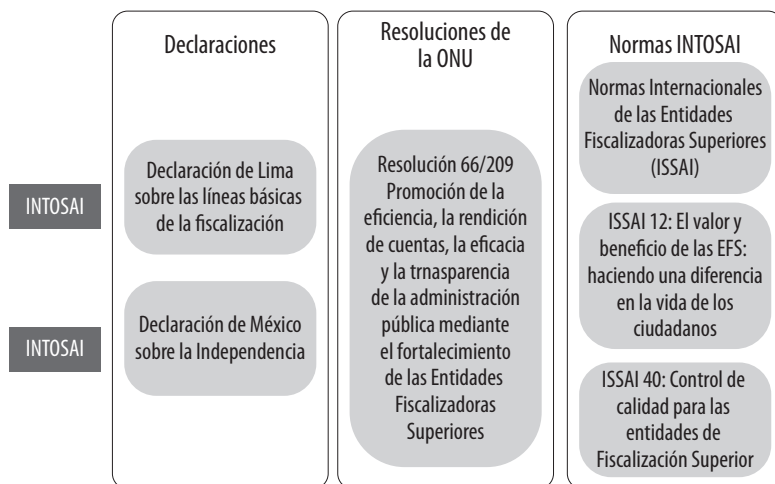 INTOSAI
INTOSAI
Declaraciones
Declaración de Lima
sobre las líneas básicas
de la fiscalización
Declaración de México
sobre la Independencia
Resoluciones de
la ONU
Resolución 66/209
Promoción de la
eficiencia, la rendición
de cuentas, la eficacia
y la trnasparencia
de la administración
pública mediante
el fortalecimiento
de las Entidades
Fiscalizadoras
Superiores
Normas INTOSAI
Normas Internacionales
de las Entidades
Fiscalizadoras Superiores
(ISSAI)
ISSAI 12: El valor y
beneficio de las EFS:
haciendo una diferencia
en la vida de los
ciudadanos
ISSAI 40: Control de
calidad para las
entidades de
Fiscalización Superior